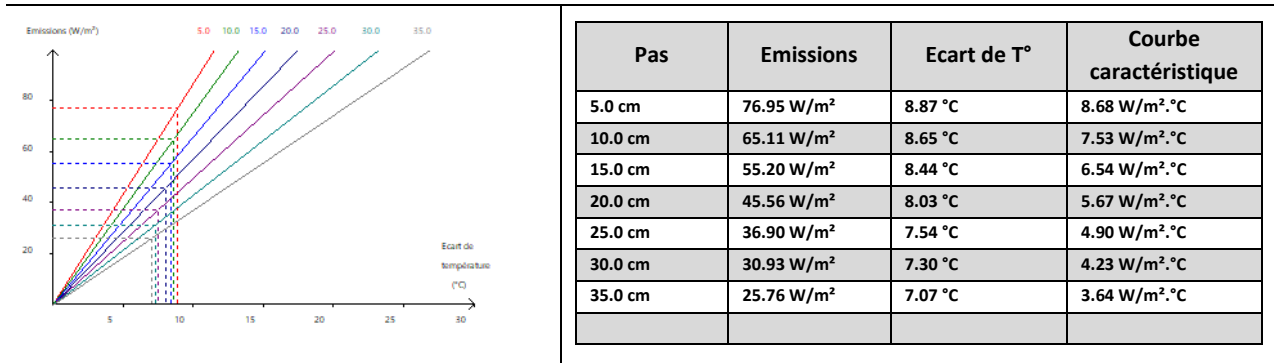 Emissions (W/m²)
5.0 10.0 15.0 20.0 25.0 30.0 35.0
80
60
40
20
Ecart de
température
(°C)
5 10 15 20 25 30
Pas Emissions Ecart de T° Courbe caractéristique
5.0 cm 76.95 W/m² 8.87 °C 8.68 W/m².°C
10.0 cm 65.11 W/m² 8.65 °C 7.53 W/m².°C
15.0 cm 55.20 W/m² 8.44 °C 6.54 W/m².°C
20.0 cm 45.56 W/m² 8.03 °C 5.67 W/m².°C
25.0 cm 36.90 W/m² 7.54 °C 4.90 W/m².°C
30.0 cm 30.93 W/m² 7.30 °C 4.23 W/m².°C
35.0 cm 25.76 W/m² 7.07 °C 3.64 W/m².°C